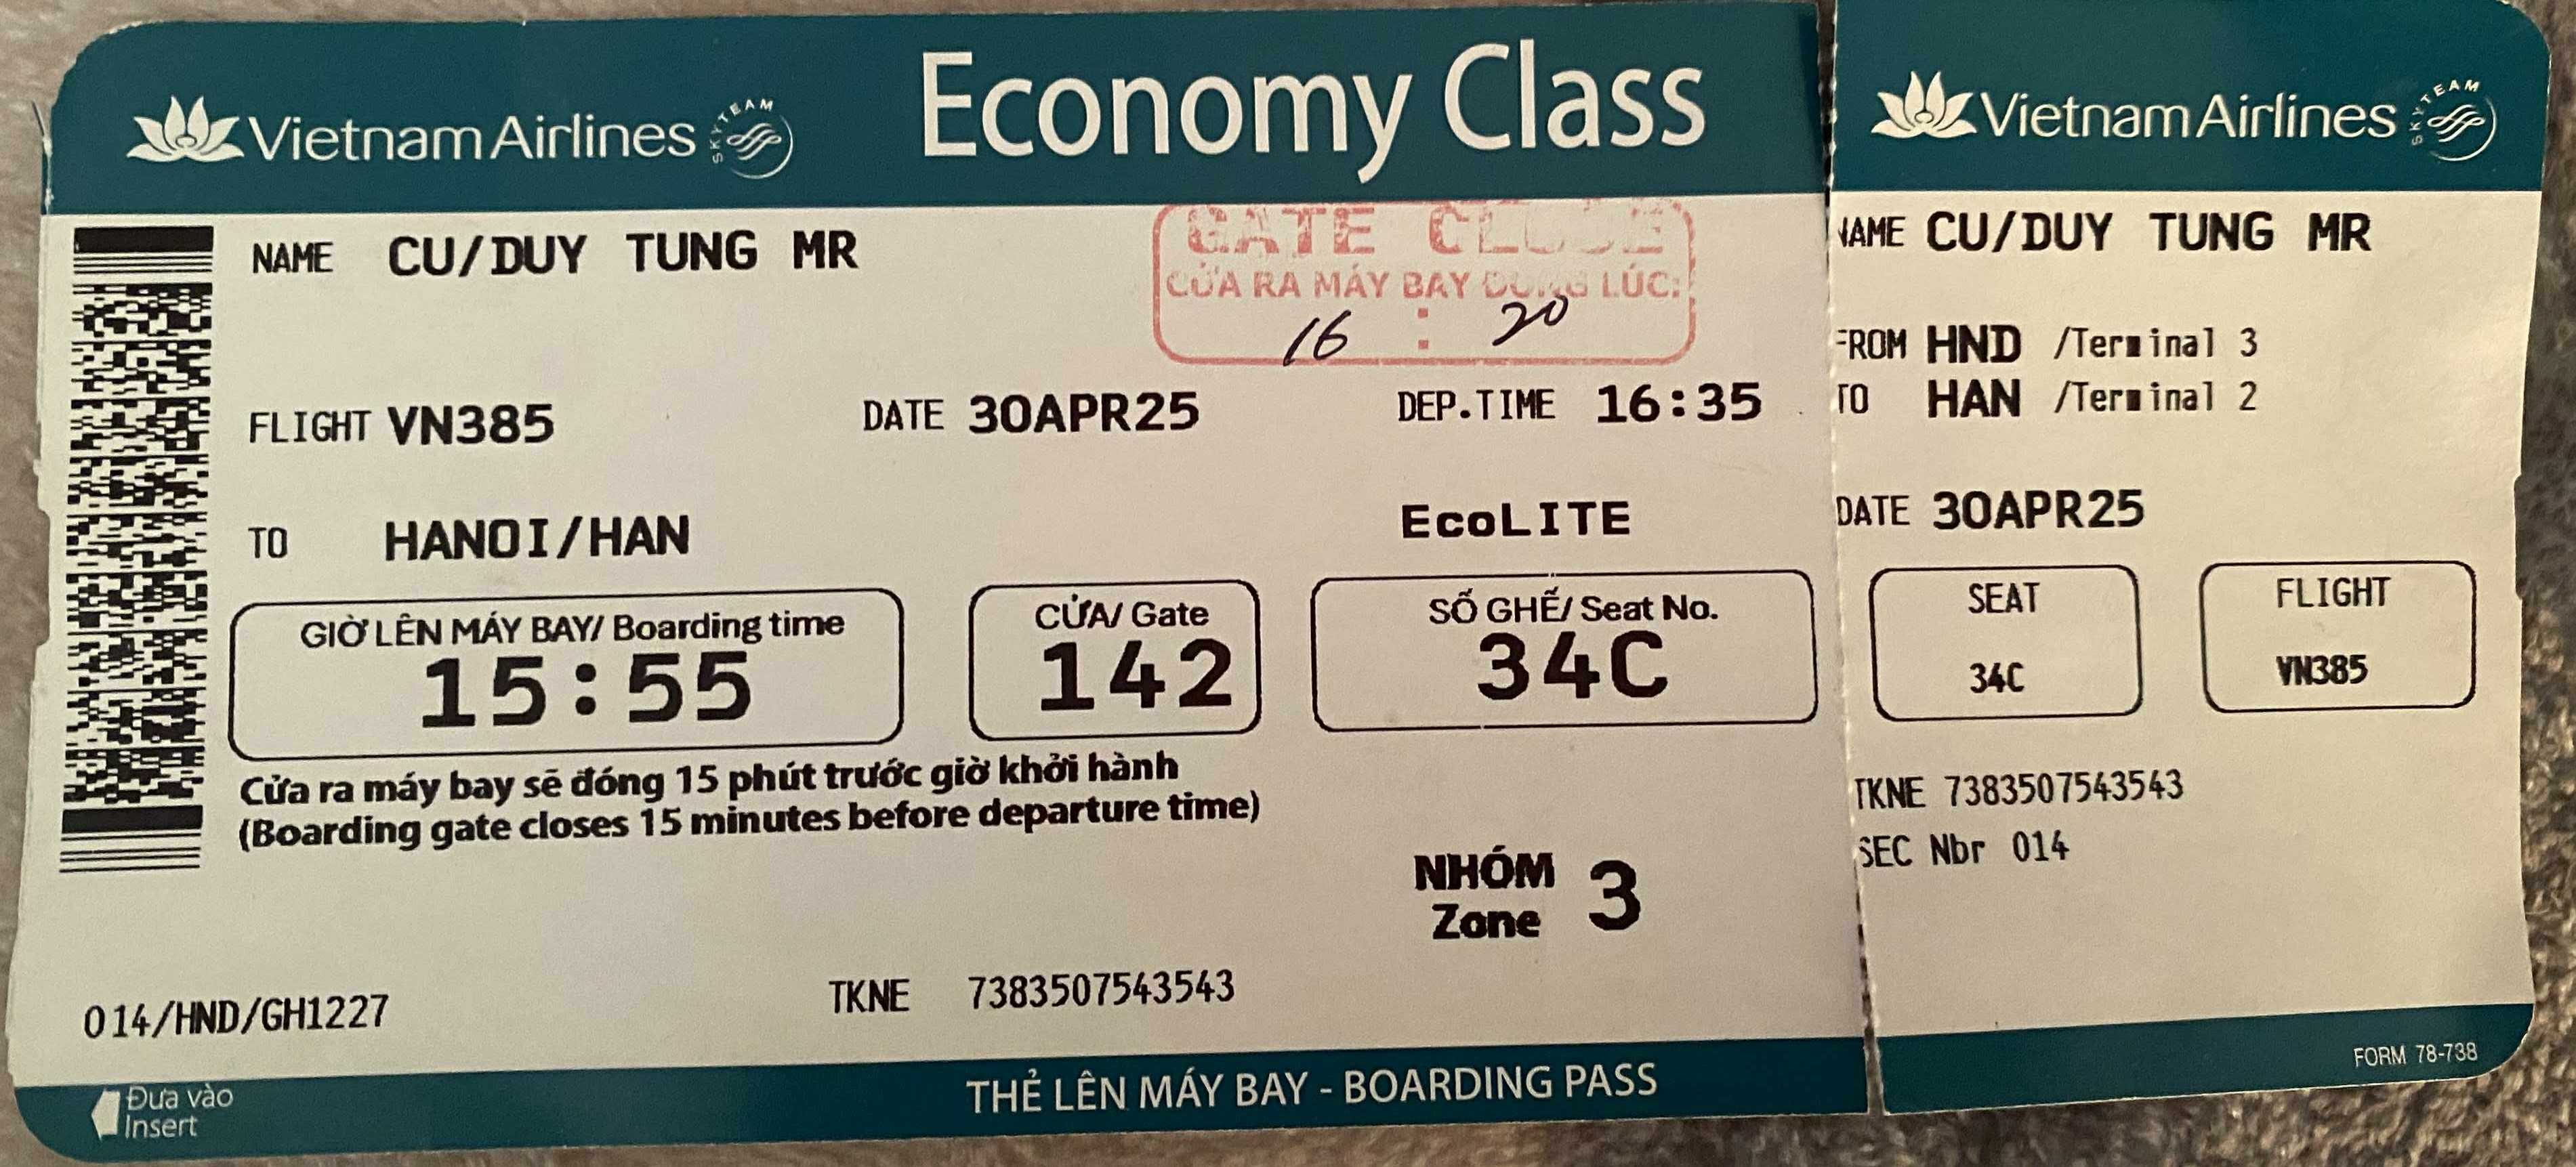 Vietnam Airlines SKYTEAM Economy Class
NAME CU/DUY TUNG MR
GATE CLOSE
CỬA RA MÁY BAY ĐÓNG LÚC:
16 : 20
FLIGHT VN385 DATE 30APR25 DEP.TIME 16:35
TO HANOI/HAN EcoLITE
GIỜ LÊN MÁY BAY/ Boarding time
15:55
CỬA/ Gate
142
SỐ GHẾ/ Seat No.
34C
Cửa ra máy bay sẽ đóng 15 phút trước giờ khởi hành
(Boarding gate closes 15 minutes before departure time)
NHÓM
Zone 3
014/HND/GH1227 TKNE 7383507543543
Đưa vào
Insert
THẺ LÊN MÁY BAY - BOARDING PASS
Vietnam Airlines SKYTEAM
NAME CU/DUY TUNG MR
FROM HND /Terminal 3
TO HAN /Terminal 2
DATE 30APR25
SEAT
34C
FLIGHT
VN385
TKNE 7383507543543
SEC Nbr 014
FORM 78-738